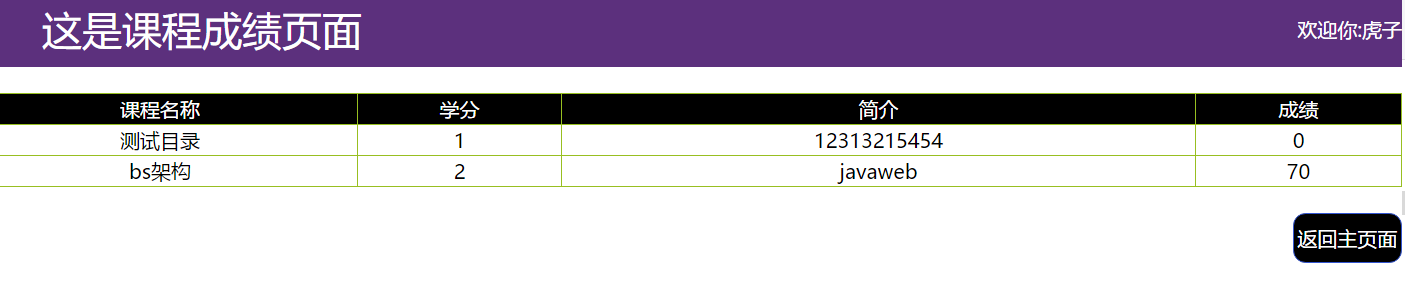 这是课程成绩页面
欢迎你:虎子
课程名称 学分 简介 成绩
测试目录 1 12313215454 0
bs架构 2 javaweb 70
返回主页面